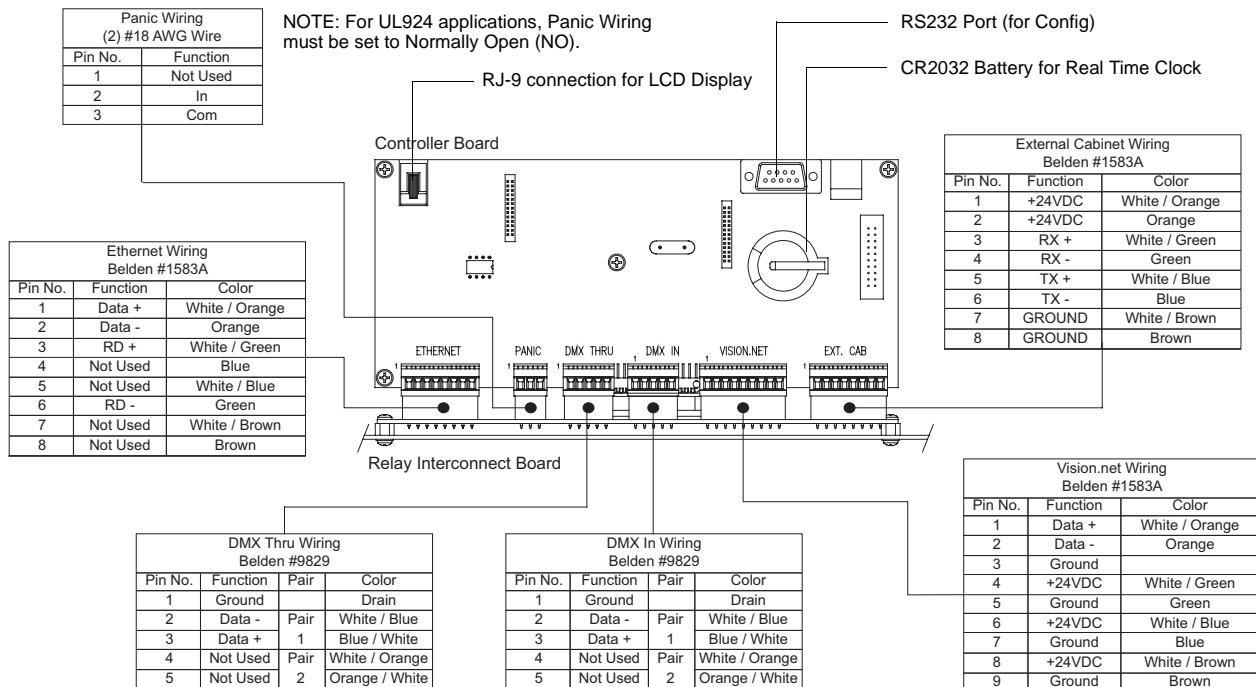 Panic Wiring
(2) #18 AWG Wire
Pin No. Function
1 Not Used
2 In
3 Com
NOTE: For UL924 applications, Panic Wiring
must be set to Normally Open (NO).
RJ-9 connection for LCD Display
RS232 Port (for Config)
CR2032 Battery for Real Time Clock
Controller Board
External Cabinet Wiring
Belden #1583A
Pin No. Function Color
1 +24VDC White / Orange
2 +24VDC Orange
3 RX + White / Green
4 RX - Green
5 TX + White / Blue
6 TX - Blue
7 GROUND White / Brown
8 GROUND Brown
Ethernet Wiring
Belden #1583A
Pin No. Function Color
1 Data + White / Orange
2 Data - Orange
3 RD + White / Green
4 Not Used Blue
5 Not Used White / Blue
6 RD - Green
7 Not Used White / Brown
8 Not Used Brown
ETHERNET PANIC DMX THRU DMX IN VISION.NET EXT. CAB
1 1 1 1 1 1
Relay Interconnect Board
DMX Thru Wiring
Belden #9829
Pin No. Function Pair Color
1 Ground Drain
2 Data - Pair White / Blue
3 Data + 1 Blue / White
4 Not Used Pair White / Orange
5 Not Used 2 Orange / White
DMX In Wiring
Belden #9829
Pin No. Function Pair Color
1 Ground Drain
2 Data - Pair White / Blue
3 Data + 1 Blue / White
4 Not Used Pair White / Orange
5 Not Used 2 Orange / White
Vision.net Wiring
Belden #1583A
Pin No. Function Color
1 Data + White / Orange
2 Data - Orange
3 Ground
4 +24VDC White / Green
5 Ground Green
6 +24VDC White / Blue
7 Ground Blue
8 +24VDC White / Brown
9 Ground Brown